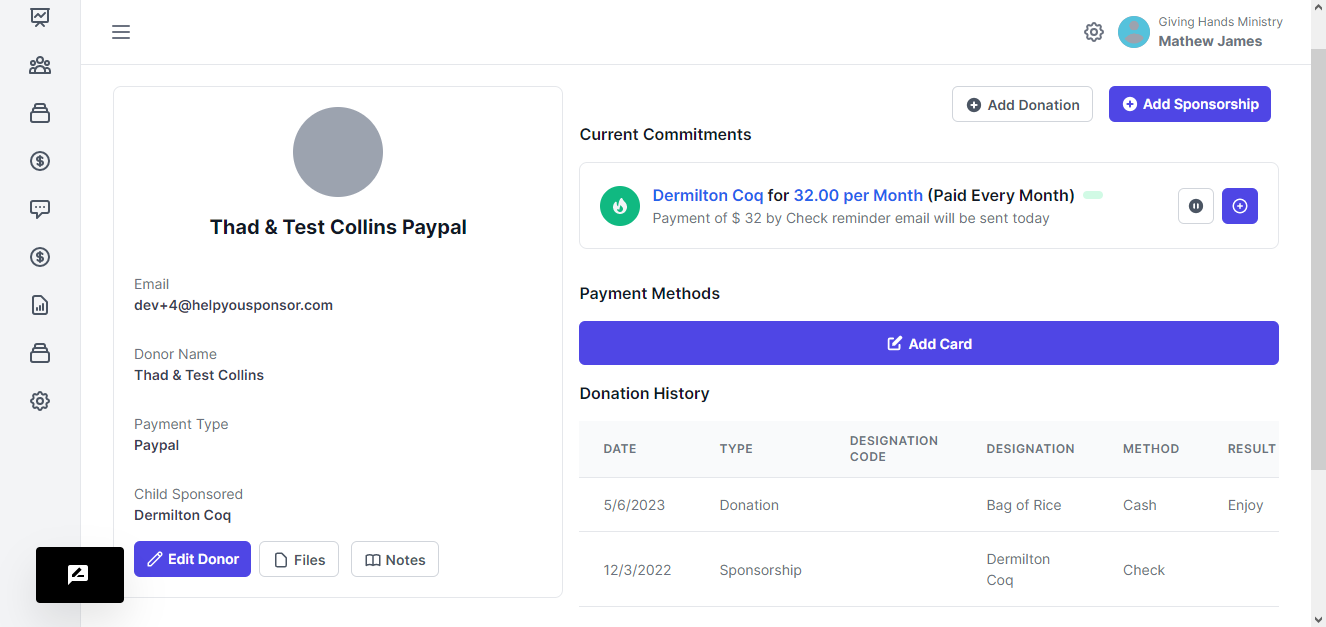 Giving Hands Ministry
Mathew James
Add Donation
Add Sponsorship
Thad & Test Collins Paypal
Email
dev+4@helpyousponsor.com
Donor Name
Thad & Test Collins
Payment Type
Paypal
Child Sponsored
Dermilton Coq
Edit Donor
Files
Notes
Current Commitments
Dermilton Coq for 32.00 per Month (Paid Every Month)
Payment of $ 32 by Check reminder email will be sent today
Payment Methods
Add Card
Donation History
DATE TYPE DESIGNATION CODE DESIGNATION METHOD RESULT
5/6/2023 Donation Bag of Rice Cash Enjoy
12/3/2022 Sponsorship Dermilton Coq Check